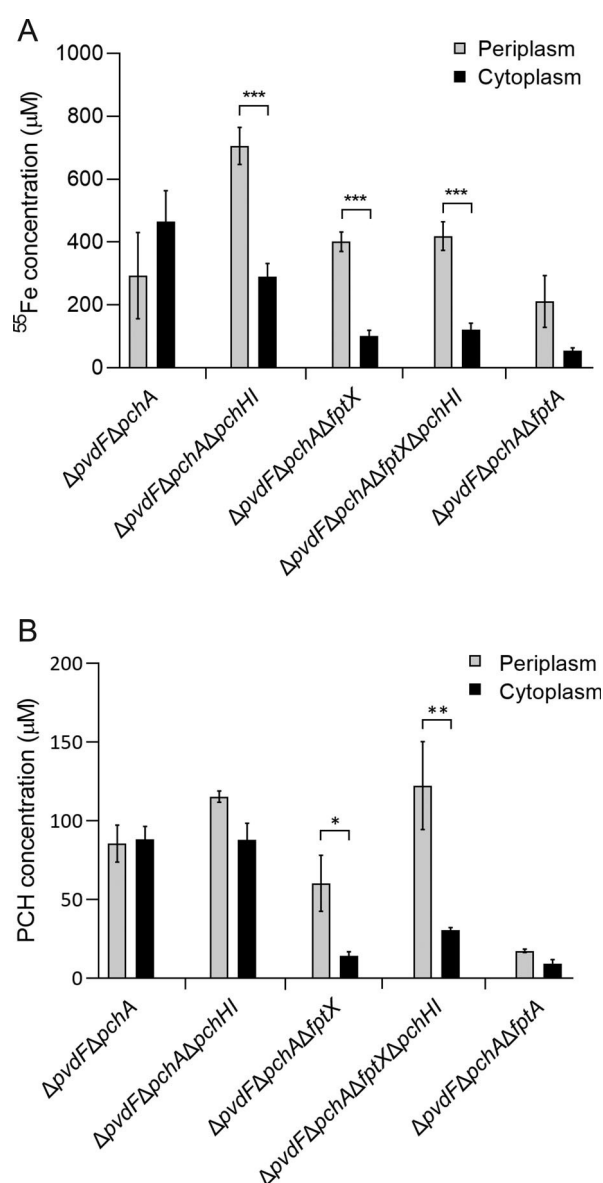 A
1000
800
600
400
200
0
⁵⁵Fe concentration (μM)
Periplasm
Cytoplasm
***
***
***
ΔpvdFΔpchA
ΔpvdFΔpchAΔpchHI
ΔpvdFΔpchAΔfptX
ΔpvdFΔpchAΔfptXΔpchHI
ΔpvdFΔpchAΔfptA
B
200
150
100
50
0
PCH concentration (μM)
Periplasm
Cytoplasm
*
**
ΔpvdFΔpchA
ΔpvdFΔpchAΔpchHI
ΔpvdFΔpchAΔfptX
ΔpvdFΔpchAΔfptXΔpchHI
ΔpvdFΔpchAΔfptA